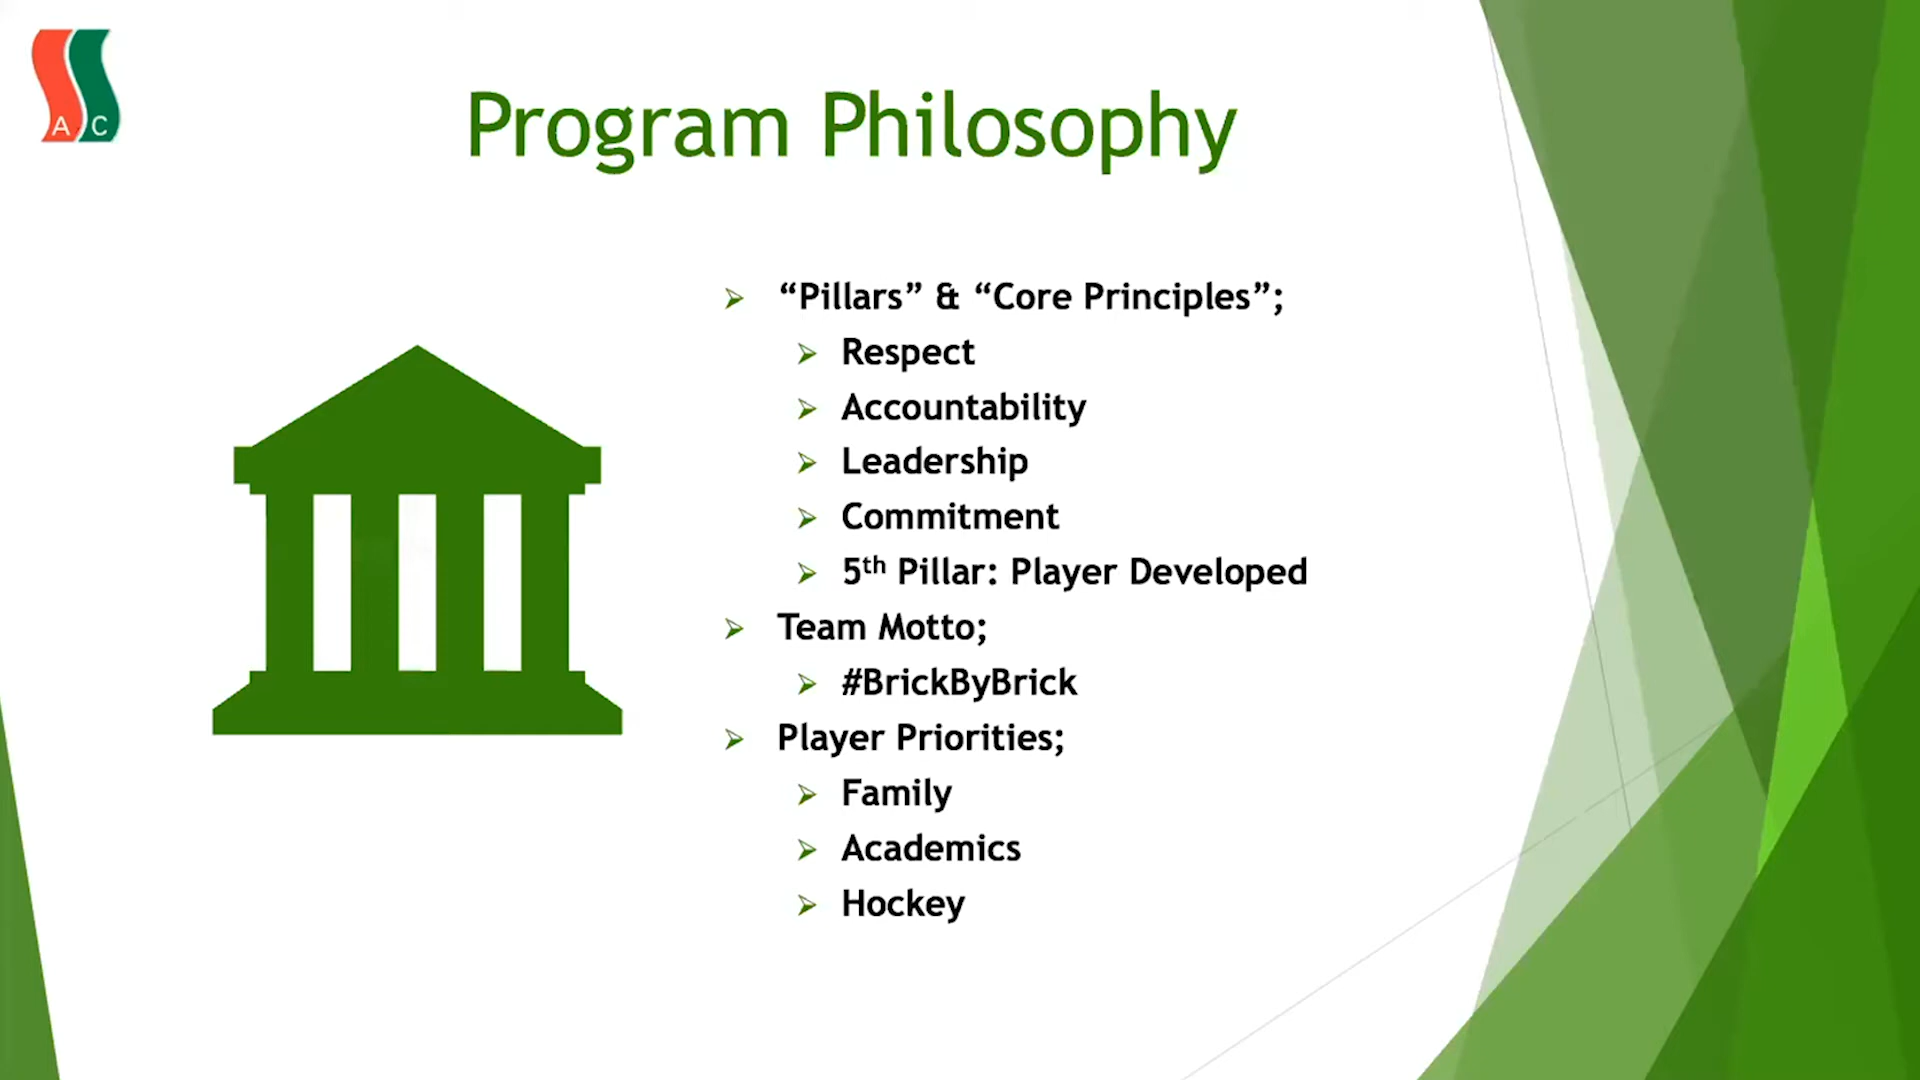 A C
Program Philosophy
“Pillars” & “Core Principles”;
Respect
Accountability
Leadership
Commitment
5th Pillar: Player Developed
Team Motto;
#BrickByBrick
Player Priorities;
Family
Academics
Hockey